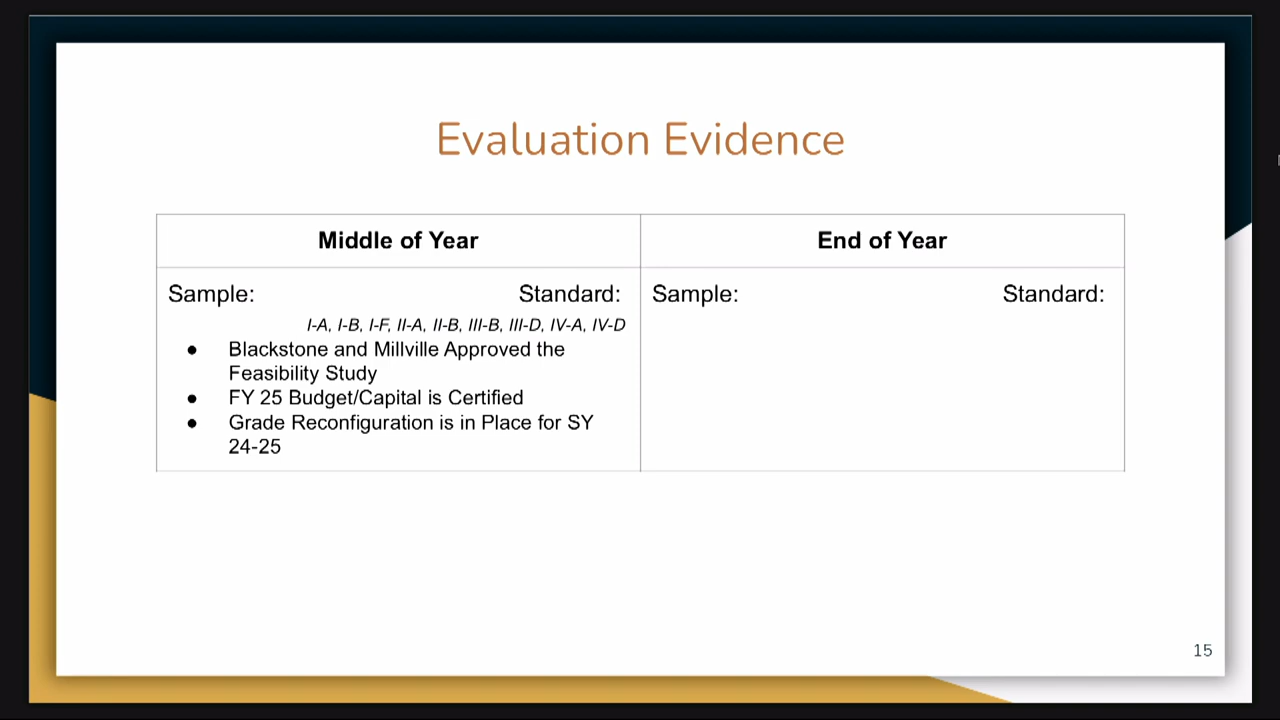 Evaluation Evidence
Middle of Year
End of Year
Sample: Standard:
I-A, I-B, I-F, II-A, II-B, III-B, III-D, IV-A, IV-D
● Blackstone and Millville Approved the
Feasibility Study
● FY 25 Budget/Capital is Certified
● Grade Reconfiguration is in Place for SY
24-25
Sample: Standard:
15